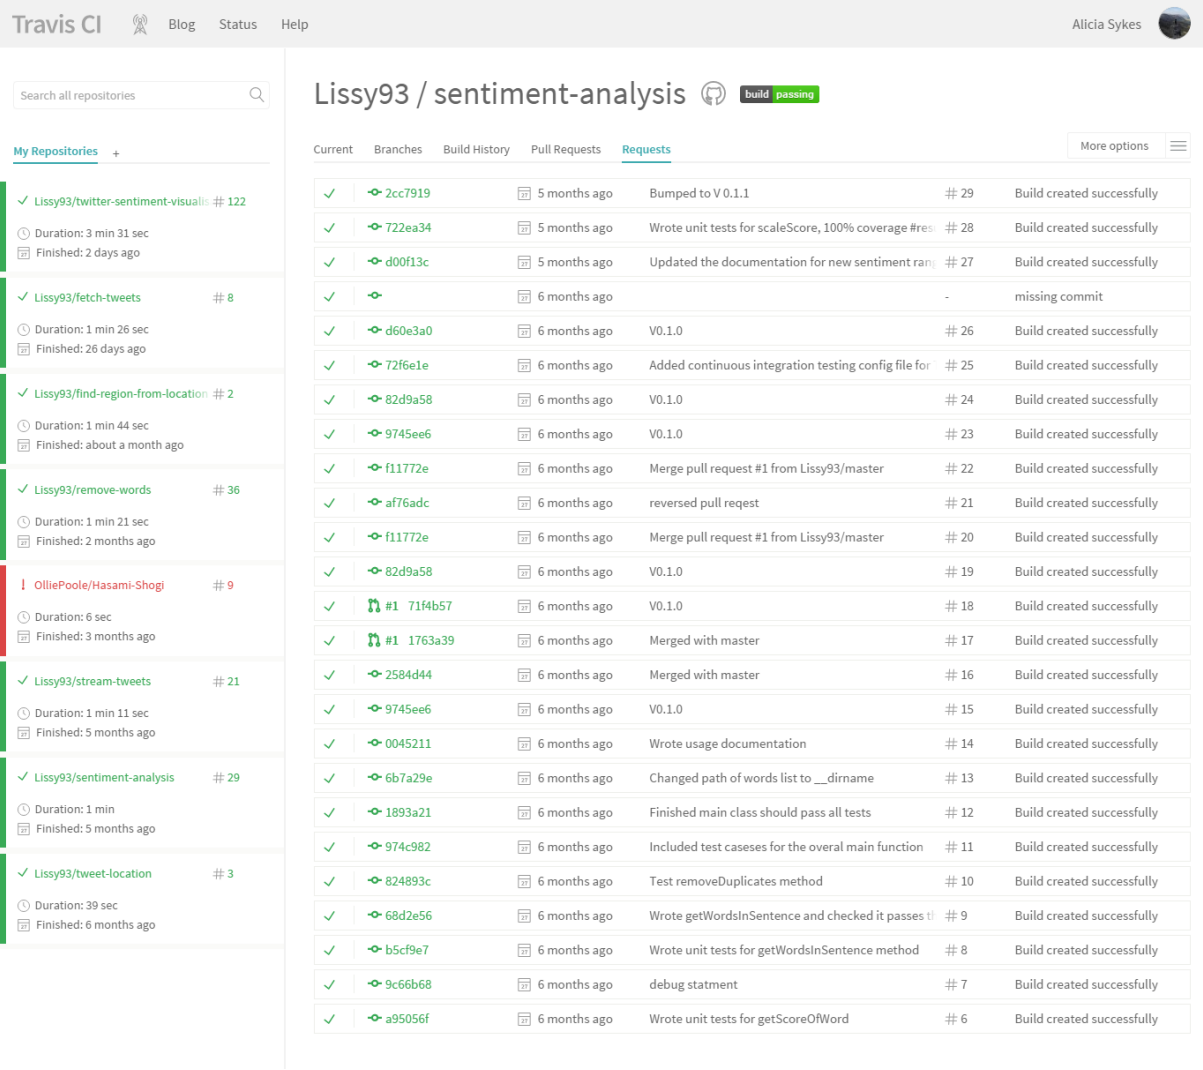 Travis CI Blog Status Help Alicia Sykes
Search all repositories
My Repositories +
Lissy93/twitter-sentiment-visualis # 122
Duration: 3 min 31 sec
Finished: 2 days ago
Lissy93/fetch-tweets # 8
Duration: 1 min 26 sec
Finished: 26 days ago
Lissy93/find-region-from-location # 2
Duration: 1 min 44 sec
Finished: about a month ago
Lissy93/remove-words # 36
Duration: 1 min 21 sec
Finished: 2 months ago
! OlliePoole/Hasami-Shogi # 9
Duration: 6 sec
Finished: 3 months ago
Lissy93/stream-tweets # 21
Duration: 1 min 11 sec
Finished: 5 months ago
Lissy93/sentiment-analysis # 29
Duration: 1 min
Finished: 5 months ago
Lissy93/tweet-location # 3
Duration: 39 sec
Finished: 6 months ago
Lissy93 / sentiment-analysis build passing
Current Branches Build History Pull Requests Requests More options
2cc7919 5 months ago Bumped to V 0.1.1 # 29 Build created successfully
722ea34 5 months ago Wrote unit tests for scaleScore, 100% coverage #res # 28 Build created successfully
d00f13c 5 months ago Updated the documentation for new sentiment ran # 27 Build created successfully
6 months ago - missing commit
d60e3a0 6 months ago V0.1.0 # 26 Build created successfully
72f6e1e 6 months ago Added continuous integration testing config file for # 25 Build created successfully
82d9a58 6 months ago V0.1.0 # 24 Build created successfully
9745ee6 6 months ago V0.1.0 # 23 Build created successfully
f11772e 6 months ago Merge pull request #1 from Lissy93/master # 22 Build created successfully
af76adc 6 months ago reversed pull reqest # 21 Build created successfully
f11772e 6 months ago Merge pull request #1 from Lissy93/master # 20 Build created successfully
82d9a58 6 months ago V0.1.0 # 19 Build created successfully
#1 71f4b57 6 months ago V0.1.0 # 18 Build created successfully
#1 1763a39 6 months ago Merged with master # 17 Build created successfully
2584d44 6 months ago Merged with master # 16 Build created successfully
9745ee6 6 months ago V0.1.0 # 15 Build created successfully
0045211 6 months ago Wrote usage documentation # 14 Build created successfully
6b7a29e 6 months ago Changed path of words list to __dirname # 13 Build created successfully
1893a21 6 months ago Finished main class should pass all tests # 12 Build created successfully
974c982 6 months ago Included test caseses for the overal main function # 11 Build created successfully
824893c 6 months ago Test removeDuplicates method # 10 Build created successfully
68d2e56 6 months ago Wrote getWordsInSentence and checked it passes th # 9 Build created successfully
b5cf9e7 6 months ago Wrote unit tests for getWordsInSentence method # 8 Build created successfully
9c66b68 6 months ago debug statment # 7 Build created successfully
a95056f 6 months ago Wrote unit tests for getScoreOfWord # 6 Build created successfully